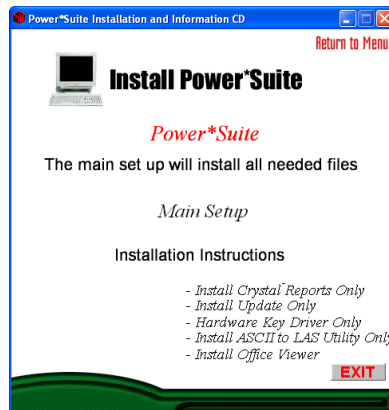 Power*Suite Installation and Information CD
Return to Menu
Install Power*Suite
Power*Suite
The main set up will install all needed files
Main Setup
Installation Instructions
- Install Crystal Reports Only
- Install Update Only
- Hardware Key Driver Only
- Install ASCII to LAS Utility Only
- Install Office Viewer
EXIT